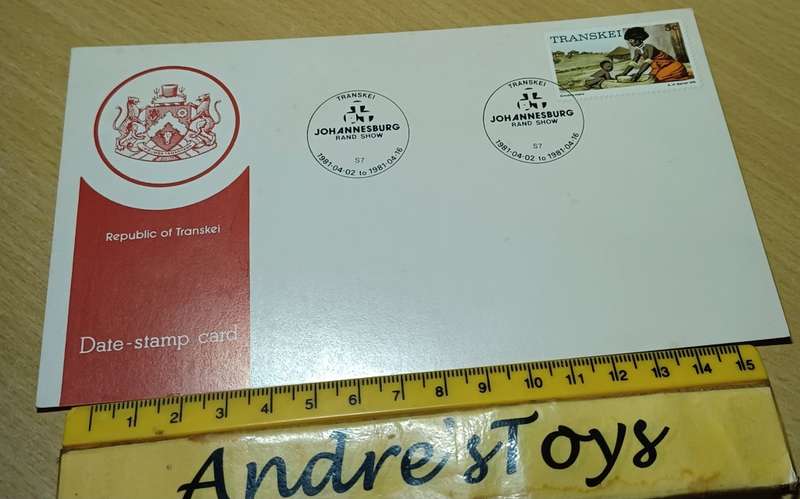 TRANSKEI
5c
Republic of Transkei
Date-stamp card
TRANSKEI
JOHANNESBURG
RAND SHOW
S7
1981-04-02 to 1981-04-16
TRANSKEI
JOHANNESBURG
RAND SHOW
S7
1981-04-02 to 1981-04-16
1 2 3 4 5 6 7 8 9 10 11 12 13 14 15
Andre'sToys